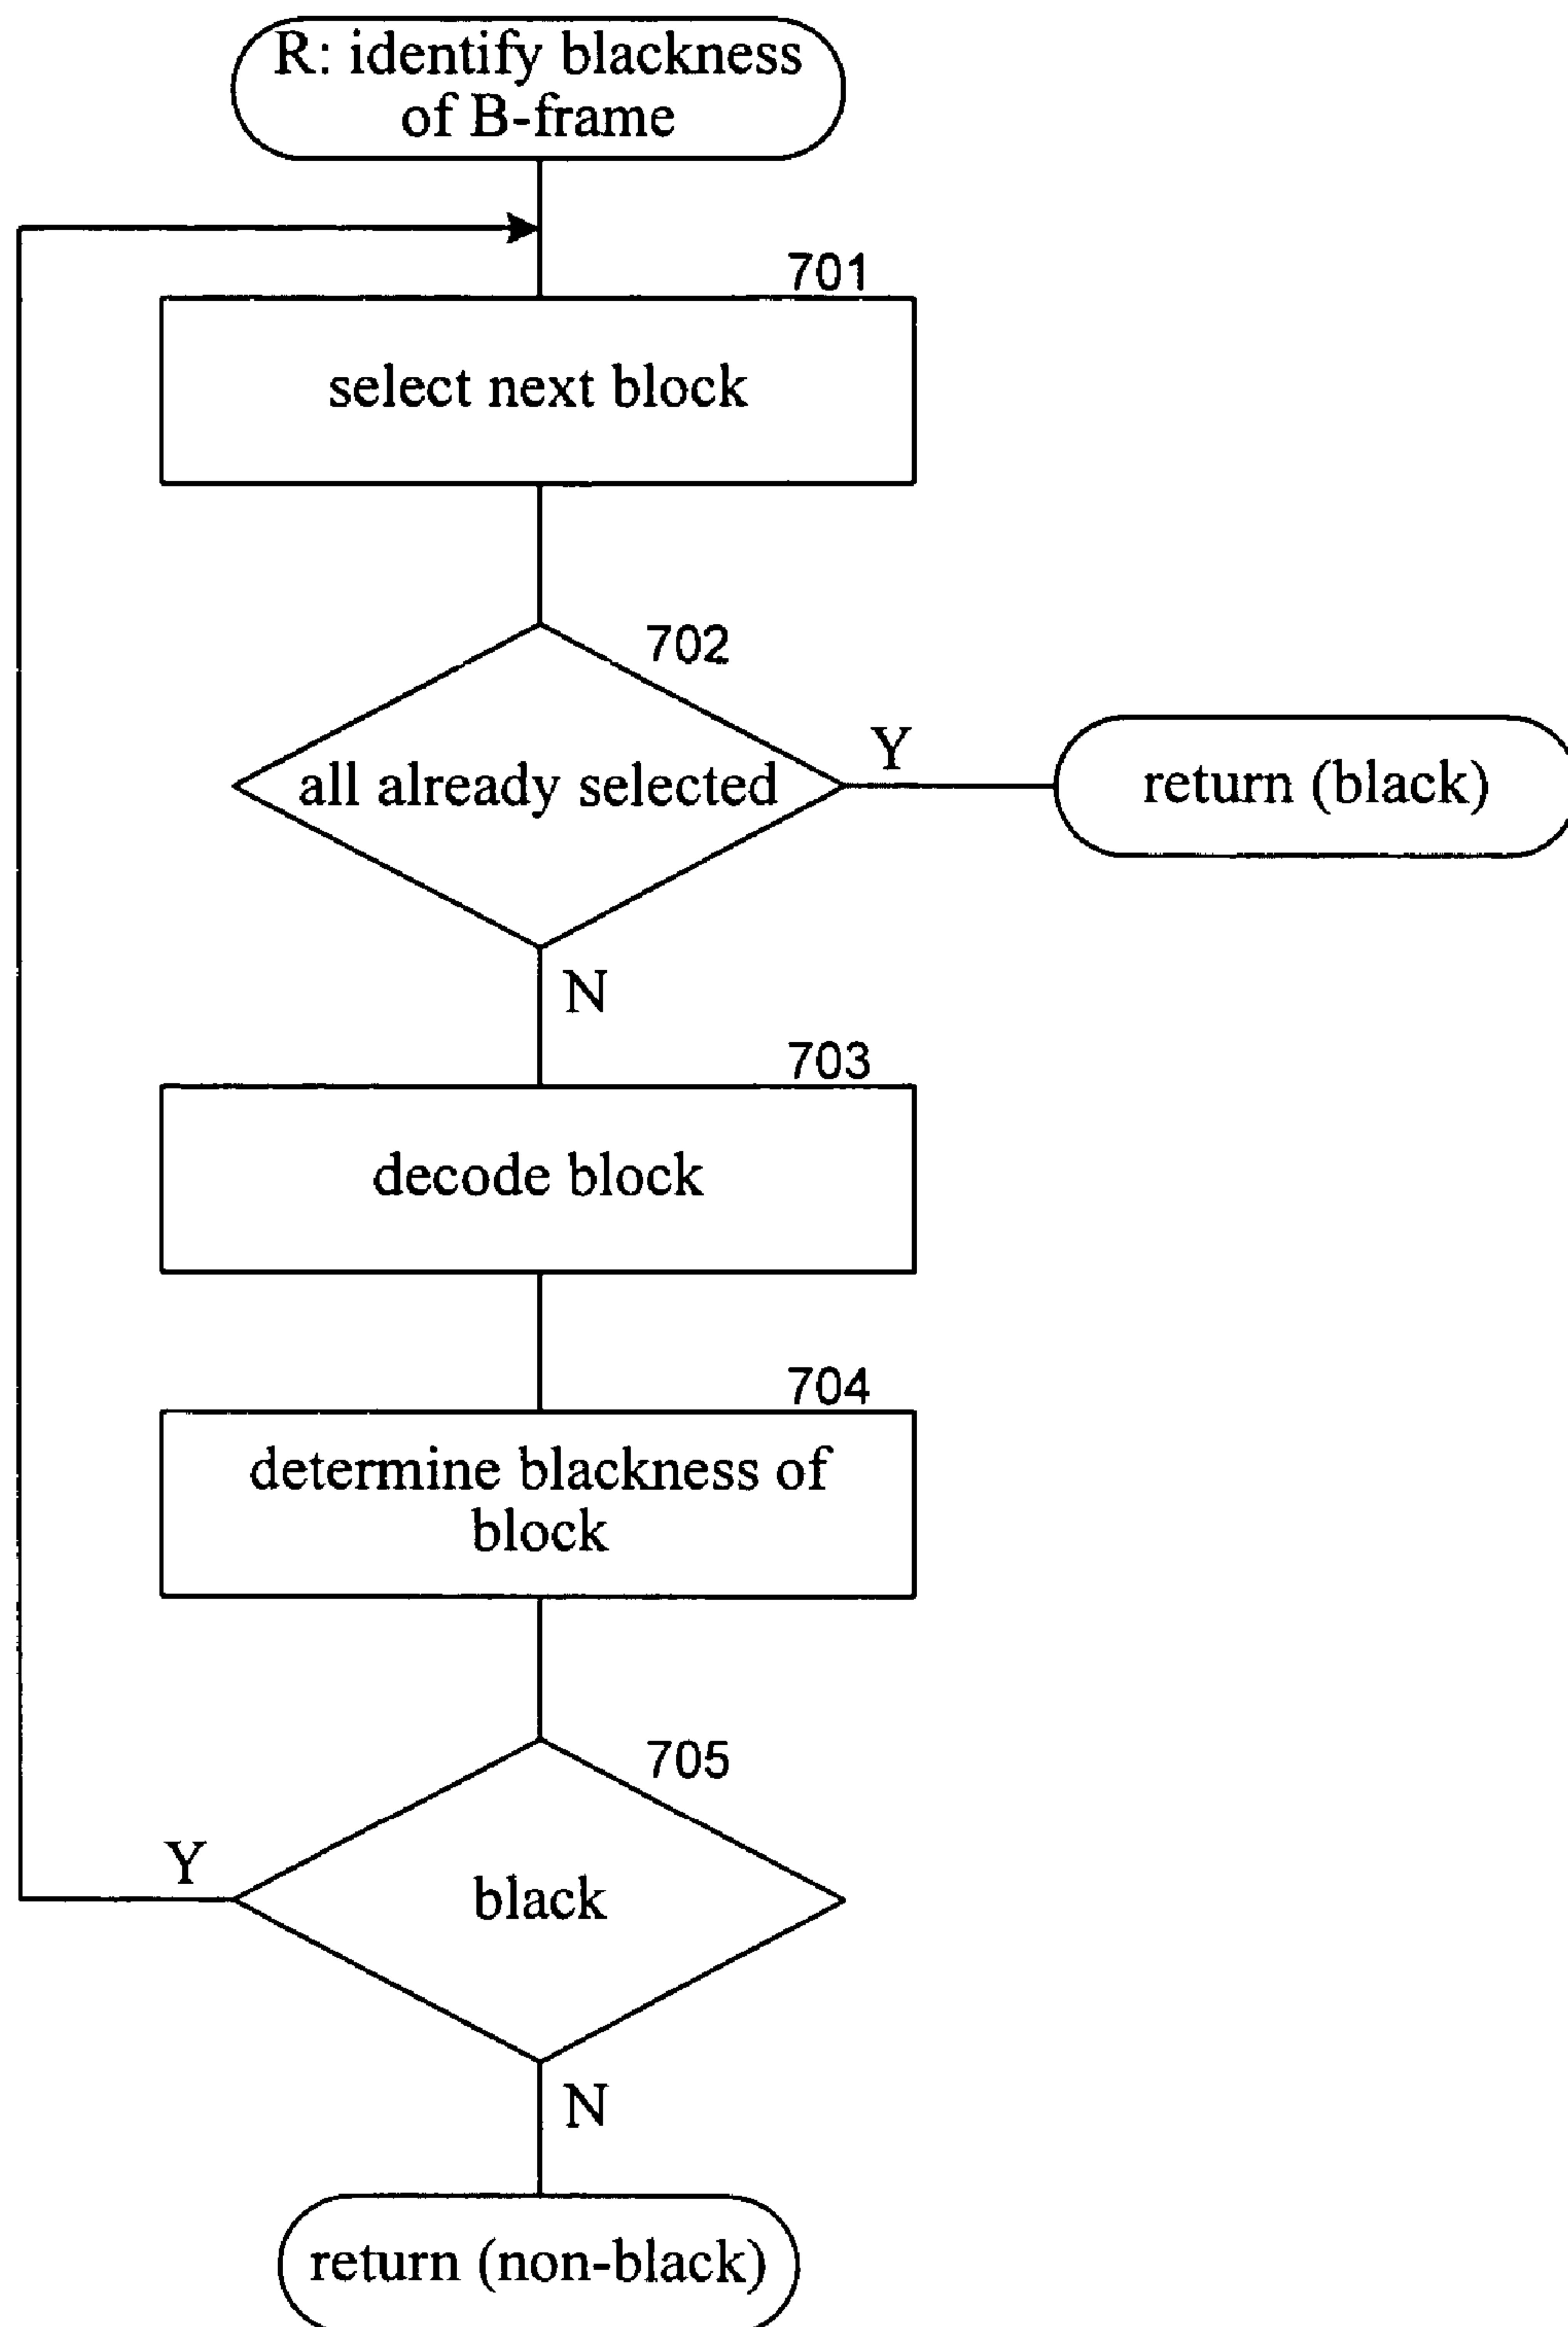 R: identify blackness
of B-frame
701
select next block
702
all already selected
Y
return (black)
N
703
decode block
704
determine blackness of
block
705
Y
black
N
return (non-black)